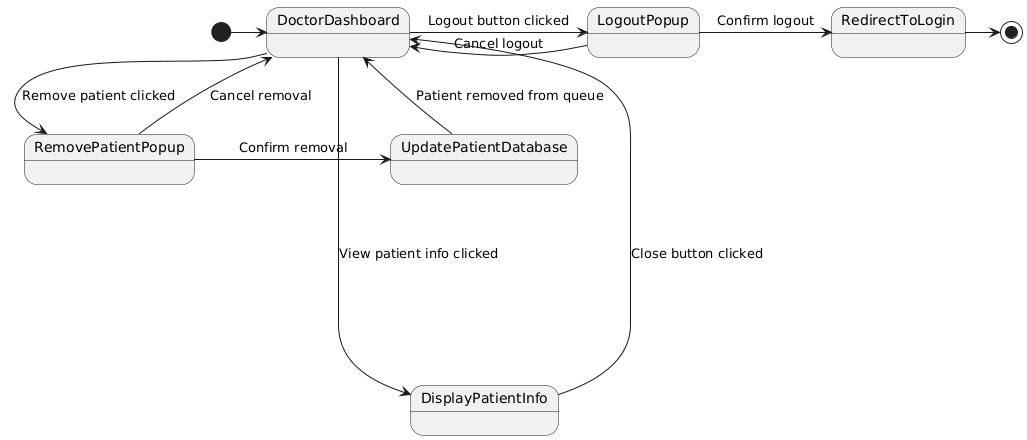 DoctorDashboard
Logout button clicked
LogoutPopup
Confirm logout
RedirectToLogin
Cancel logout
Remove patient clicked
Cancel removal
Patient removed from queue
RemovePatientPopup
Confirm removal
UpdatePatientDatabase
View patient info clicked
Close button clicked
DisplayPatientInfo